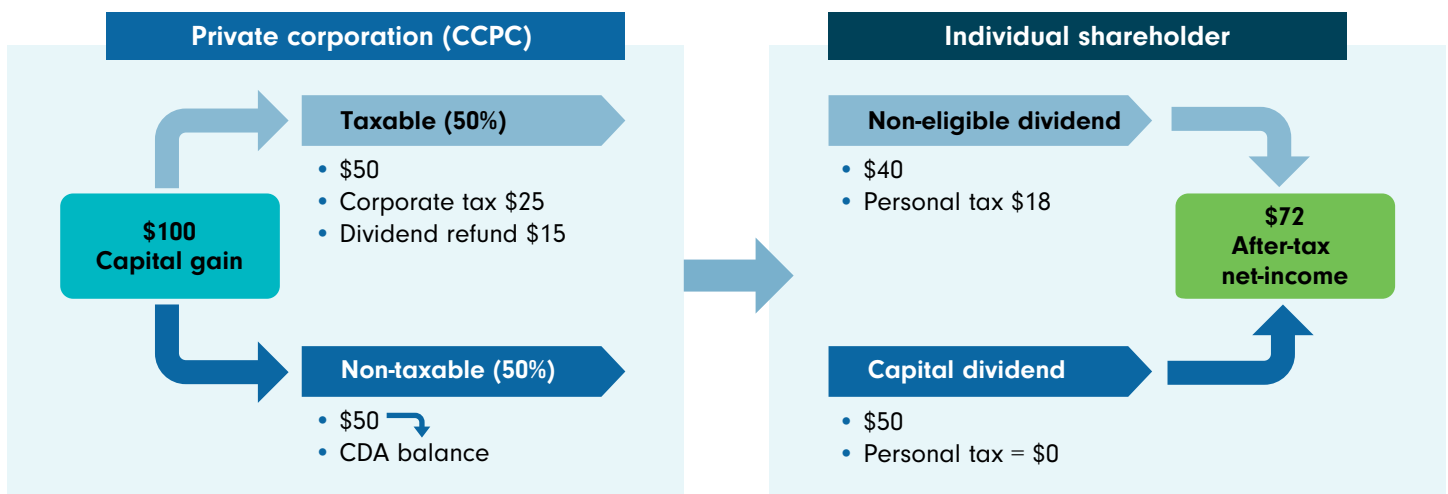 Private corporation (CCPC)
$100
Capital gain
Taxable (50%)
• $50
• Corporate tax $25
• Dividend refund $15
Non-taxable (50%)
• $50
• CDA balance
Individual shareholder
Non-eligible dividend
• $40
• Personal tax $18
Capital dividend
• $50
• Personal tax = $0
$72
After-tax
net-income